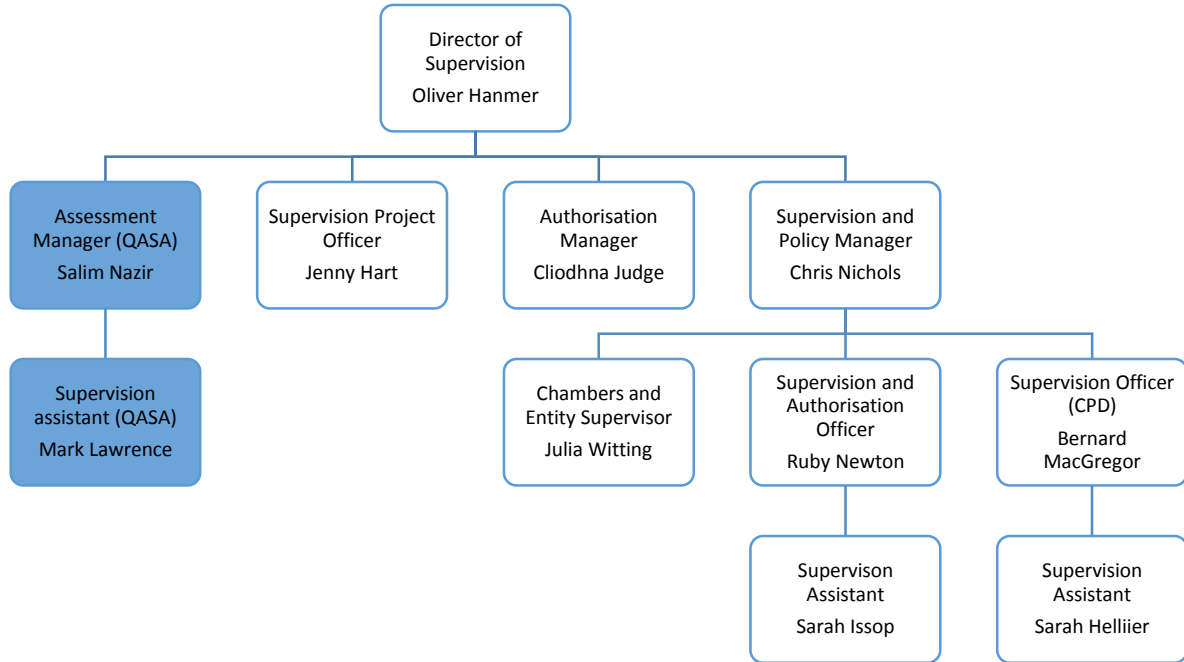 Director of
Supervision
Oliver Hanmer
Assessment
Manager (QASA)
Salim Nazir
Supervision Project
Officer
Jenny Hart
Authorisation
Manager
Cliodhna Judge
Supervision and
Policy Manager
Chris Nichols
Supervision
assistant (QASA)
Mark Lawrence
Chambers and
Entity Supervisor
Julia Witting
Supervision and
Authorisation
Officer
Ruby Newton
Supervision Officer
(CPD)
Bernard
MacGregor
Supervison
Assistant
Sarah Issop
Supervision
Assistant
Sarah Helliier